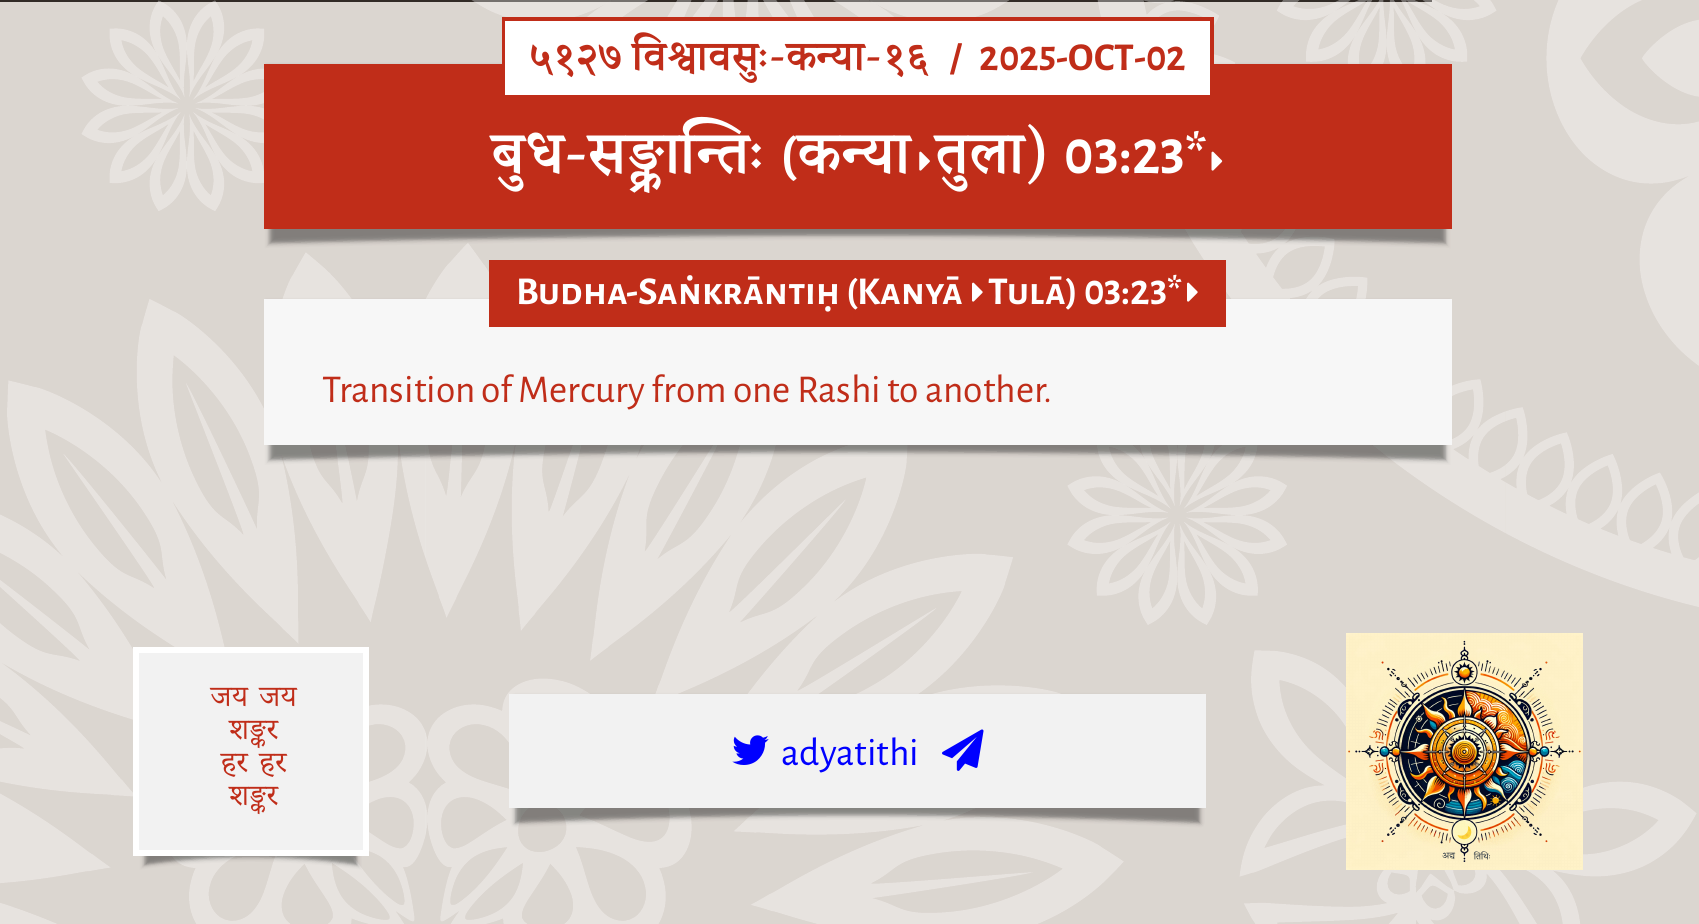 ५१२७ विश्वावसुः-कन्या-१६ / 2025-OCT-02
बुध-सङ्क्रान्तिः (कन्या▸तुला) 03:23*▸
Budha-Saṅkrāntiḥ (Kanyā▸Tulā) 03:23*▸
Transition of Mercury from one Rashi to another.
जय जय
शङ्कर
हर हर
शङ्कर
adyatithi
अद्य तिथिः